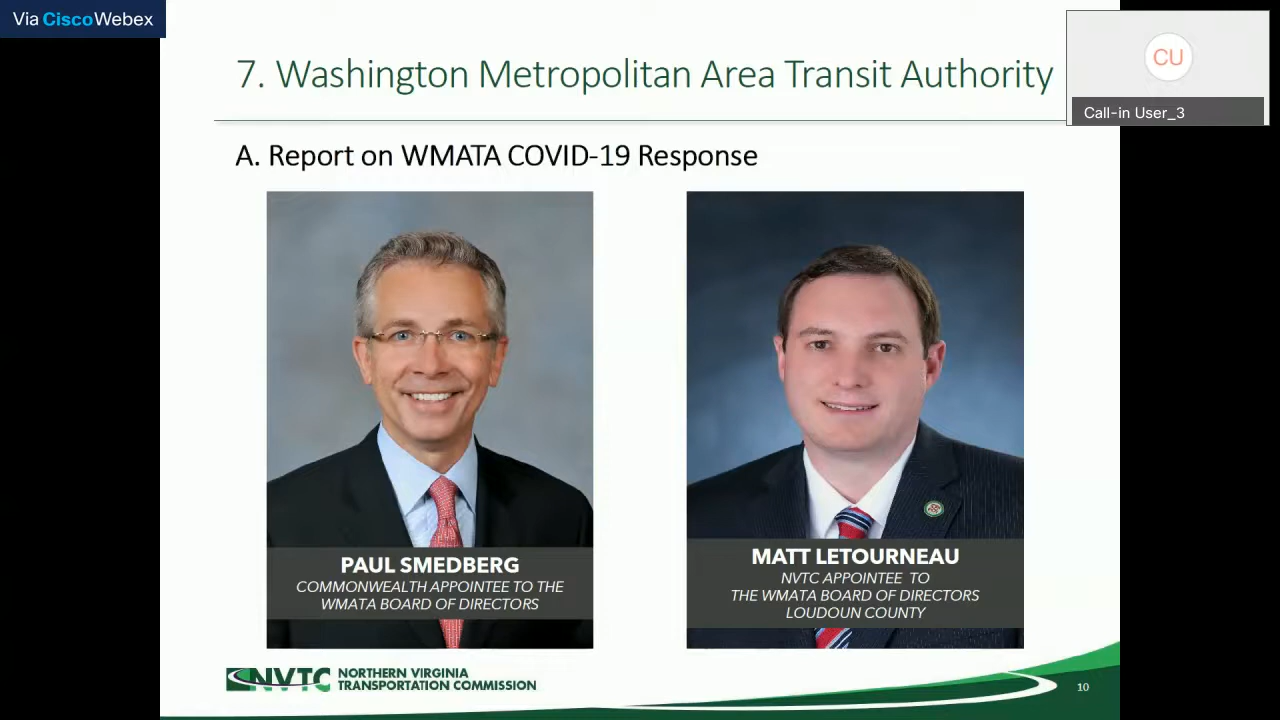 Via CiscoWebex
7. Washington Metropolitan Area Transit Authority
CU
Call-in User_3
A. Report on WMATA COVID-19 Response
PAUL SMEDBERG
COMMONWEALTH APPOINTEE TO THE
WMATA BOARD OF DIRECTORS
MATT LETOURNEAU
NVTC APPOINTEE TO
THE WMATA BOARD OF DIRECTORS
LOUDOUN COUNTY
NVTC
NORTHERN VIRGINIA
TRANSPORTATION COMMISSION
10